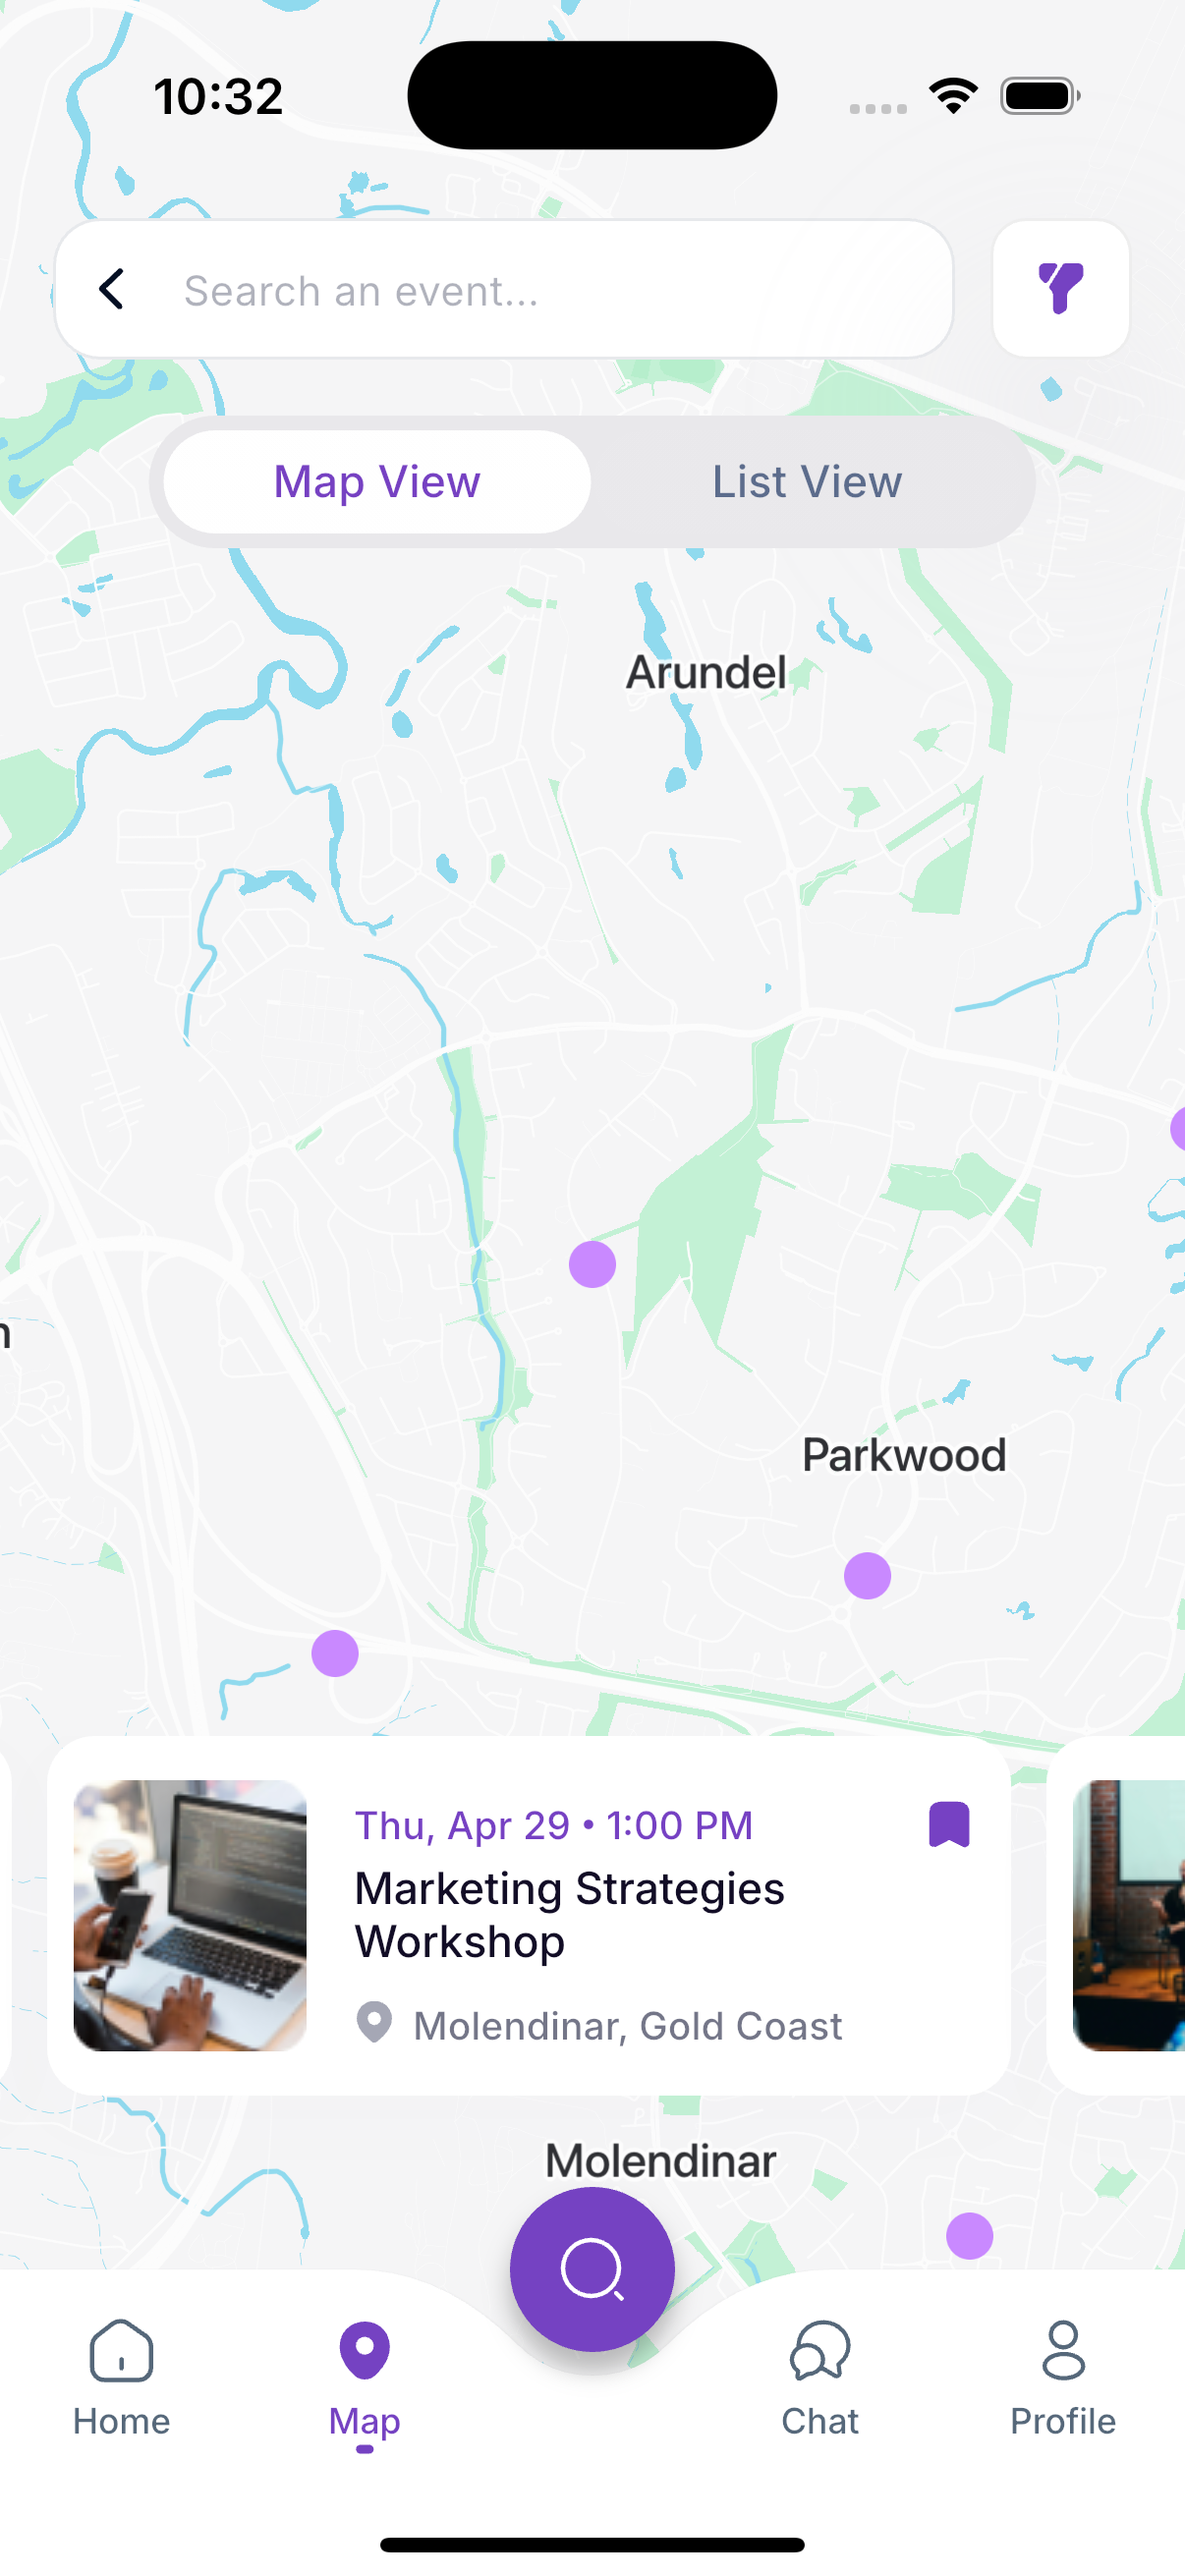 10:32
Search an event...
Map View
List View
Arundel
Parkwood
Thu, Apr 29 • 1:00 PM
Marketing Strategies
Workshop
Molendinar, Gold Coast
Molendinar
Home
Map
Chat
Profile